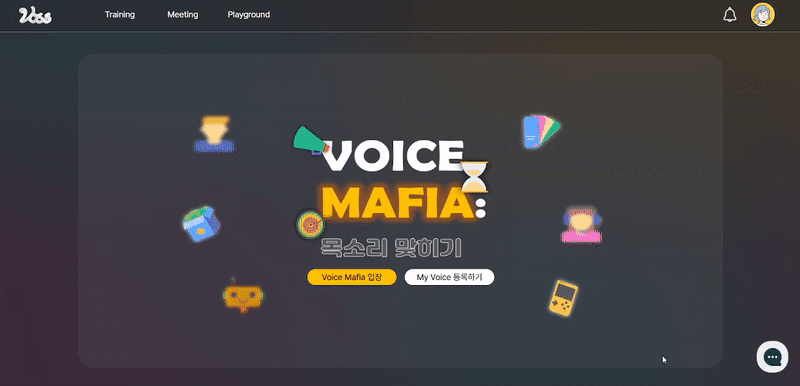 Voss
Training Meeting Playground
VOICE
MAFIA:
목소리 맞히기
Voice Mafia 입장 My Voice 등록하기